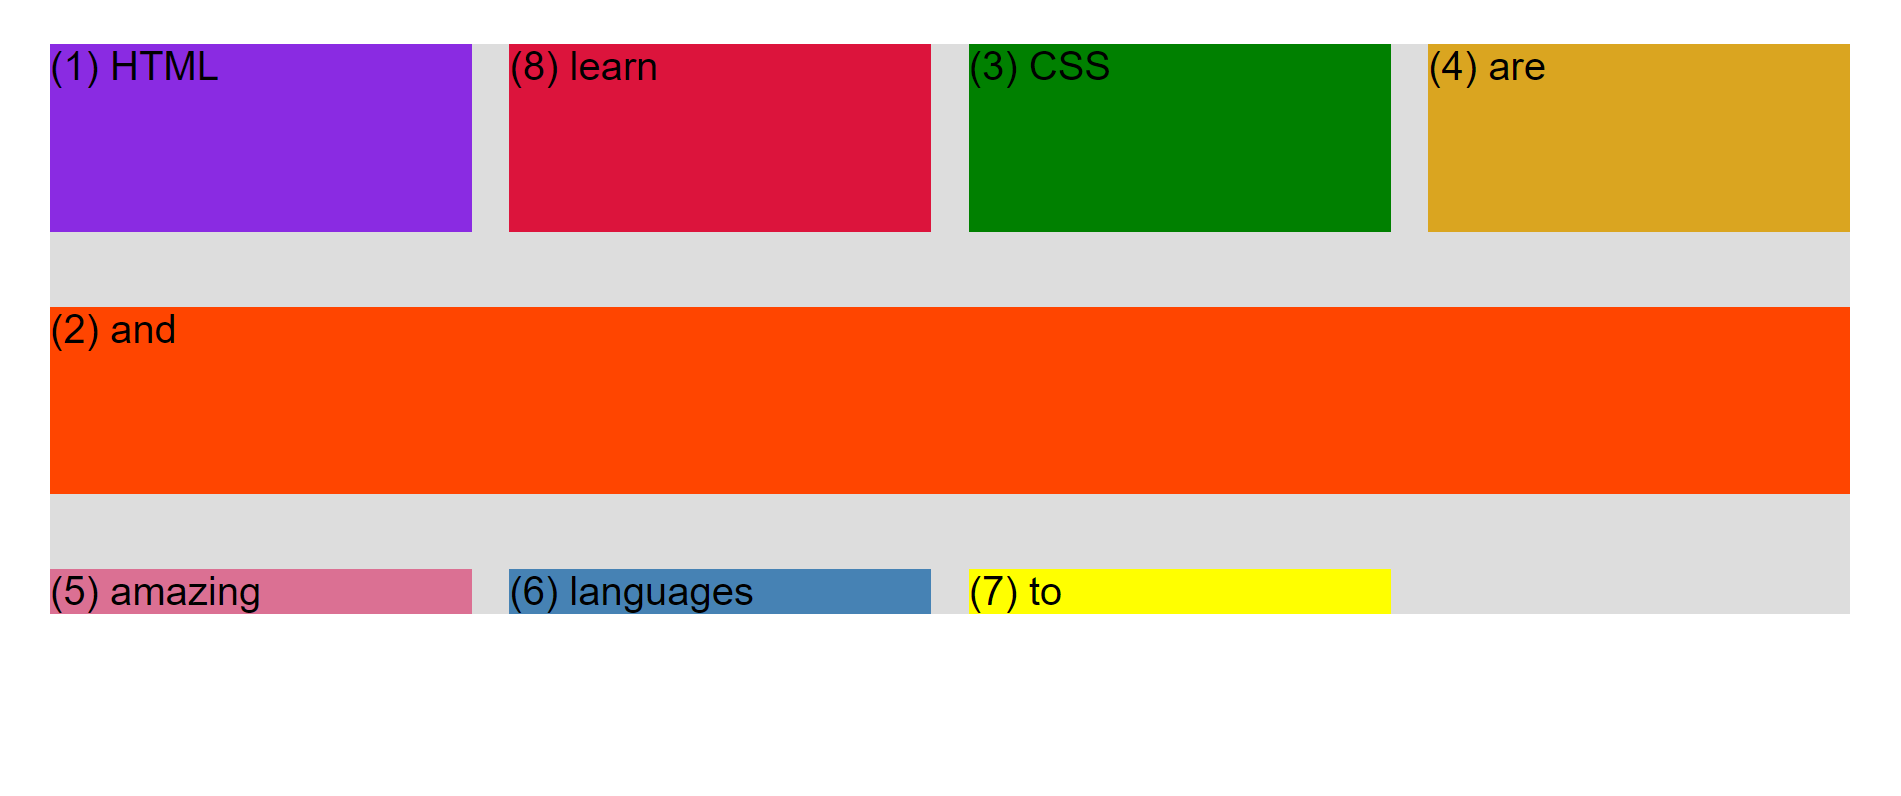 (1) HTML
(8) learn
(3) CSS
(4) are
(2) and
(5) amazing
(6) languages
(7) to